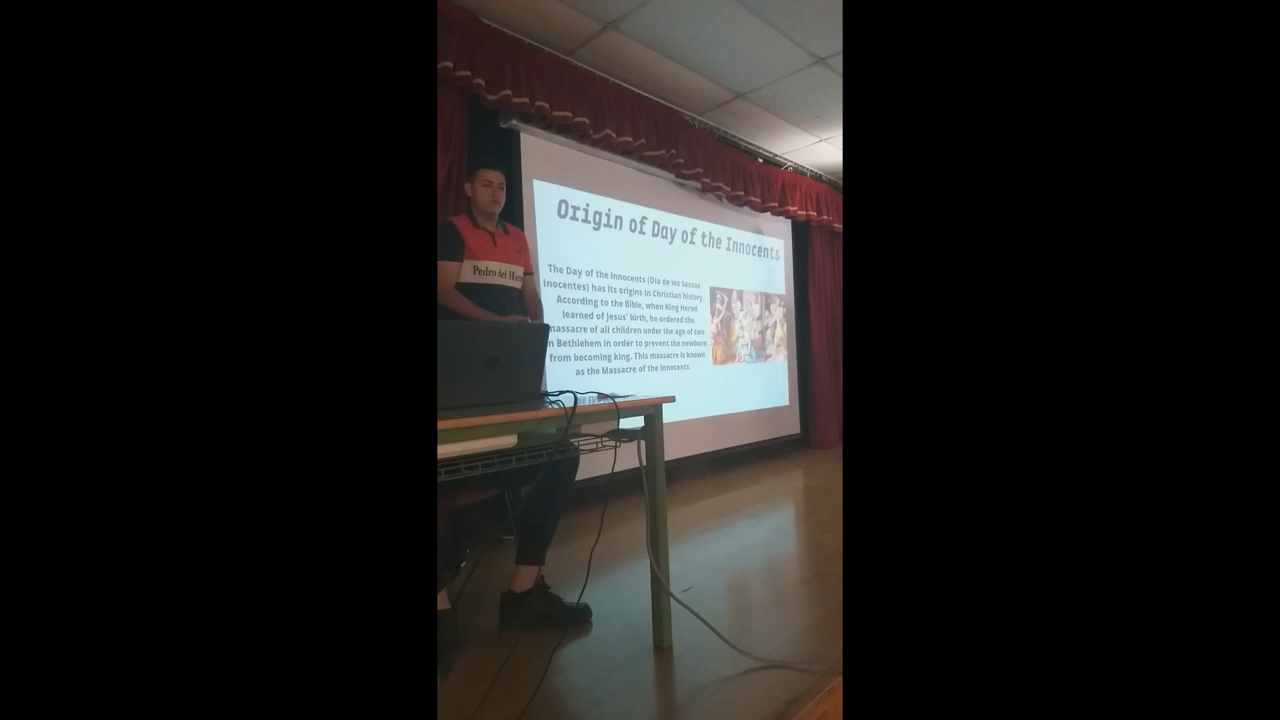 Origin of Day of the Innocents
The Day of the Innocents (Día de los Santos
Inocentes) has its origins in Christian history.
According to the Bible, when King Herod
learned of Jesus' birth, he ordered the
massacre of all children under the age of two
in Bethlehem in order to prevent the newborn
from becoming king. This massacre is known
as the Massacre of the Innocents.
Pedro del